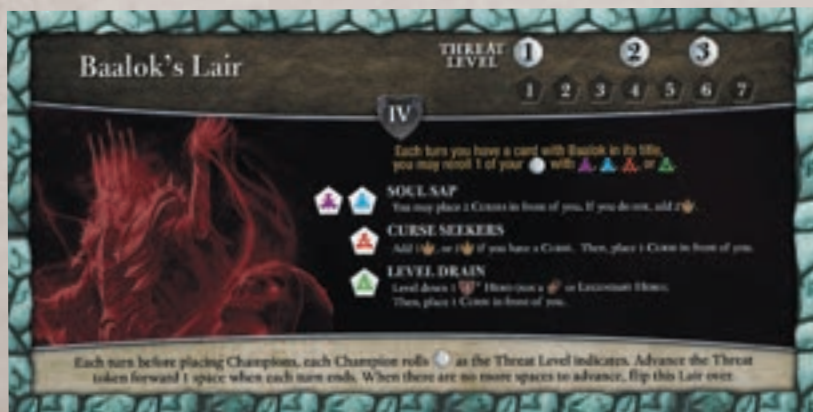 Baalok's Lair
THREAT LEVEL
1 2 3
1 2 3 4 5 6 7
IV
Each turn you have a card with Baalok in its title,
you may reroll 1 of your with , , , or .
SOUL SAP
You may place 2 CURSES in front of you. If you do not, add 2 .
CURSE SEEKERS
Add 1 , or if you have a CURSE. Then, place 1 CURSE in front of you.
LEVEL DRAIN
Level down 1 HERO (not a or LEGENDARY HERO).
Then, place 1 CURSE in front of you.
Each turn before placing Champions, each Champion rolls as the Threat Level indicates. Advance the Threat
token forward 1 space when each turn ends. When there are no more spaces to advance, flip this Lair over.